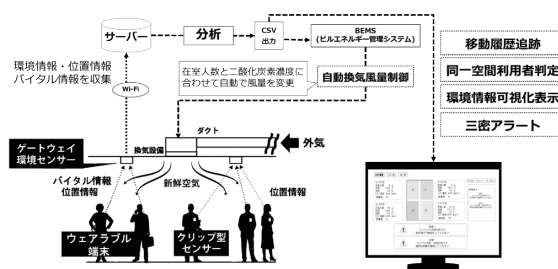 サーバー
分析
CSV
出力
BEMS
(ビルエネルギー管理システム)
移動履歴追跡
同一空間利用者判定
環境情報可視化表示
三密アラート
環境情報・位置情報
バイタル情報を収集
Wi-Fi
在室人数と二酸化炭素濃度に
合わせて自動で風量を変更
自動換気風量制御
ゲートウェイ
環境センサー
換気設備
ダクト
外気
バイタル情報
位置情報
新鮮空気
位置情報
ウェアラブル
端末
クリップ型
センサー